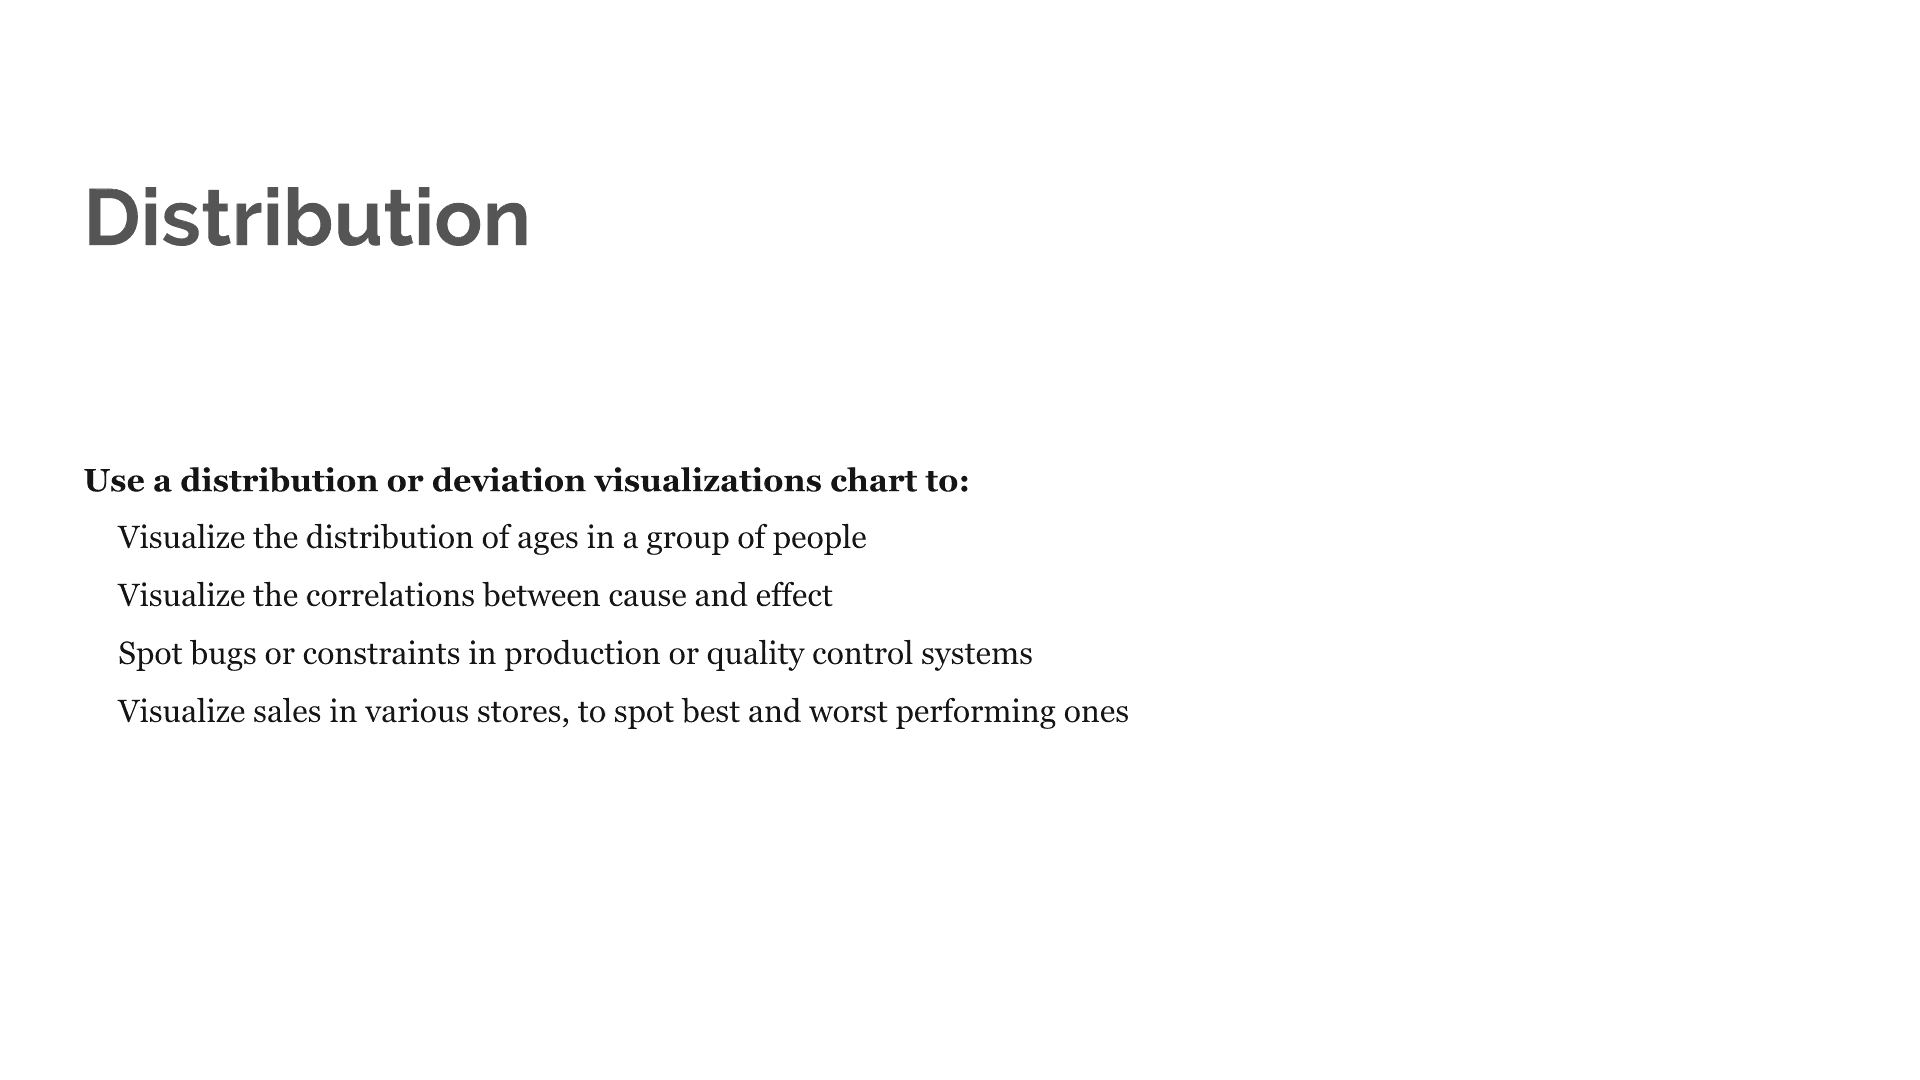 Distribution
Use a distribution or deviation visualizations chart to:
Visualize the distribution of ages in a group of people
Visualize the correlations between cause and effect
Spot bugs or constraints in production or quality control systems
Visualize sales in various stores, to spot best and worst performing ones